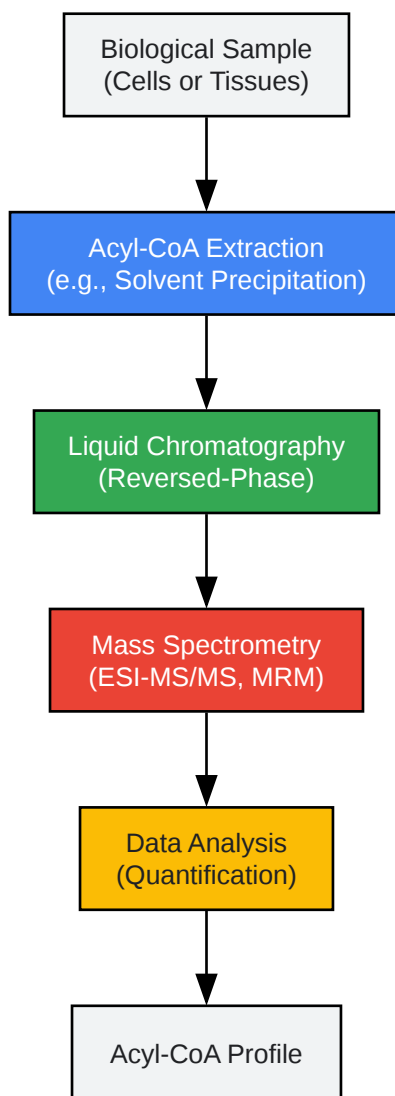 Biological Sample
(Cells or Tissues)
Acyl-CoA Extraction
(e.g., Solvent Precipitation)
Liquid Chromatography
(Reversed-Phase)
Mass Spectrometry
(ESI-MS/MS, MRM)
Data Analysis
(Quantification)
Acyl-CoA Profile